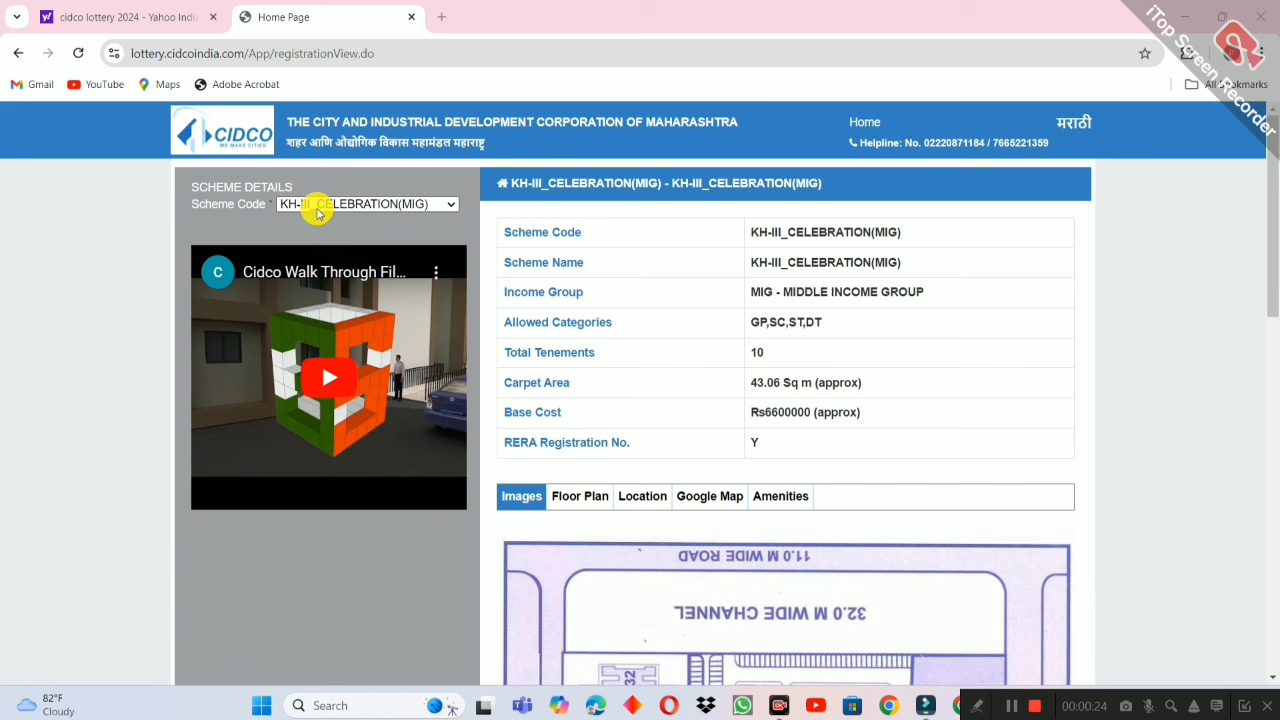 cidco lottery 2024 - Yahoo Indi
Home Page
lottery.cidcoindia.com/App/registrationView.do
Gmail
YouTube
Maps
Adobe Acrobat
All Bookmarks
iTop Screen Recorder
CIDCO
WE MAKE CITIES
THE CITY AND INDUSTRIAL DEVELOPMENT CORPORATION OF MAHARASHTRA
शहर आणि औद्योगिक विकास महामंडल महाराष्ट्र
Home
मराठी
Helpline: No. 02220871184 / 7665221359
SCHEME DETAILS
Scheme Code * KH-III_CELEBRATION(MIG)
C Cidco Walk Through Fil...
KH-III_CELEBRATION(MIG) - KH-III_CELEBRATION(MIG)
Scheme Code KH-III_CELEBRATION(MIG)
Scheme Name KH-III_CELEBRATION(MIG)
Income Group MIG - MIDDLE INCOME GROUP
Allowed Categories GP,SC,ST,DT
Total Tenements 10
Carpet Area 43.06 Sq m (approx)
Base Cost Rs6600000 (approx)
RERA Registration No. Y
Images Floor Plan Location Google Map Amenities
11.0 M WIDE ROAD
32.0 M WIDE CHANNEL
32
82°F
Cloudy
Search
00:00:24